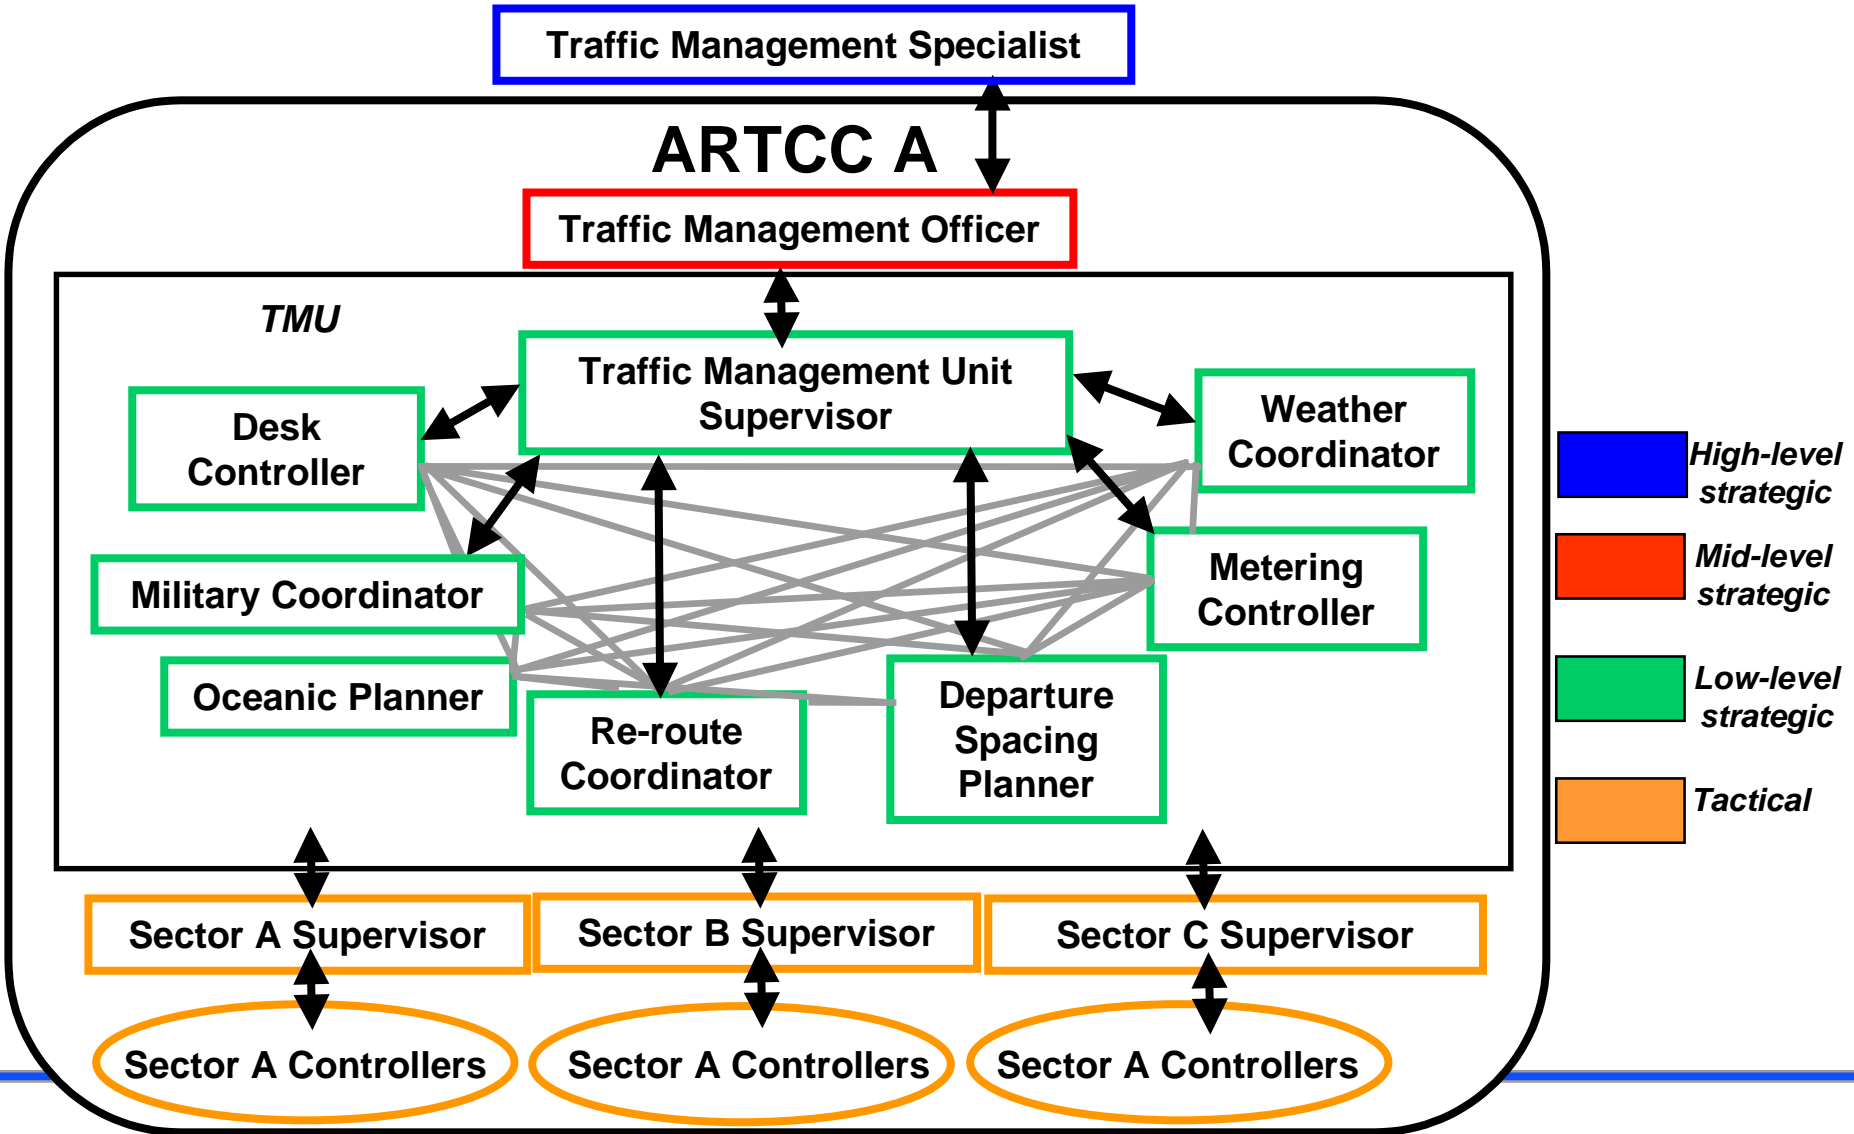 Traffic Management Specialist
ARTCC A
Traffic Management Officer
TMU
Traffic Management Unit
Supervisor
Desk
Controller
Weather
Coordinator
Military Coordinator
Metering
Controller
Oceanic Planner
Re-route
Coordinator
Departure
Spacing
Planner
Sector A Supervisor
Sector B Supervisor
Sector C Supervisor
Sector A Controllers
Sector A Controllers
Sector A Controllers
High-level
strategic
Mid-level
strategic
Low-level
strategic
Tactical